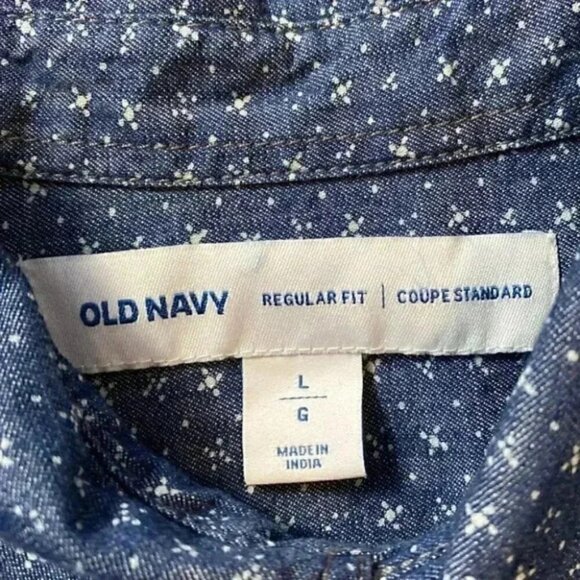 OLD NAVY REGULAR FIT | COUPE STANDARD
L
G
MADE IN
INDIA